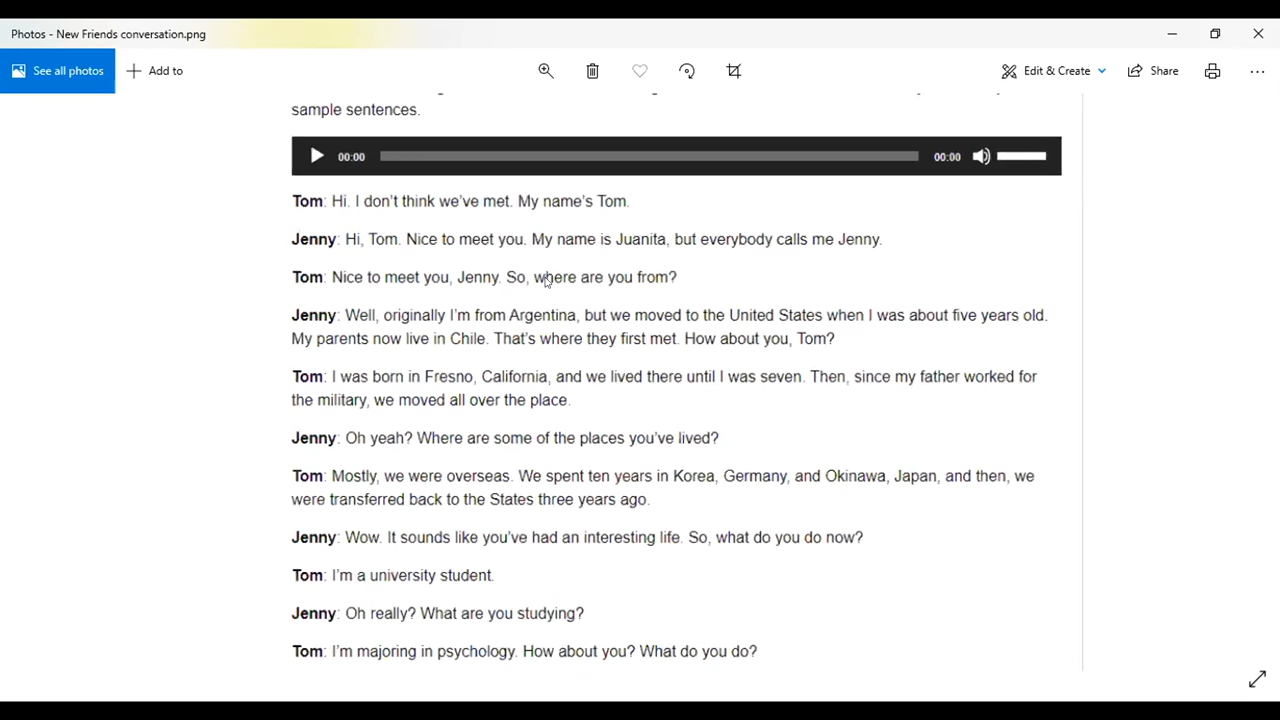 Photos - New Friends conversation.png
See all photos
Add to
Edit & Create
Share
sample sentences.
00:00
00:00
Tom: Hi. I don't think we've met. My name's Tom.
Jenny: Hi, Tom. Nice to meet you. My name is Juanita, but everybody calls me Jenny.
Tom: Nice to meet you, Jenny. So, where are you from?
Jenny: Well, originally I'm from Argentina, but we moved to the United States when I was about five years old.
My parents now live in Chile. That's where they first met. How about you, Tom?
Tom: I was born in Fresno, California, and we lived there until I was seven. Then, since my father worked for
the military, we moved all over the place.
Jenny: Oh yeah? Where are some of the places you've lived?
Tom: Mostly, we were overseas. We spent ten years in Korea, Germany, and Okinawa, Japan, and then, we
were transferred back to the States three years ago.
Jenny: Wow. It sounds like you've had an interesting life. So, what do you do now?
Tom: I'm a university student.
Jenny: Oh really? What are you studying?
Tom: I'm majoring in psychology. How about you? What do you do?